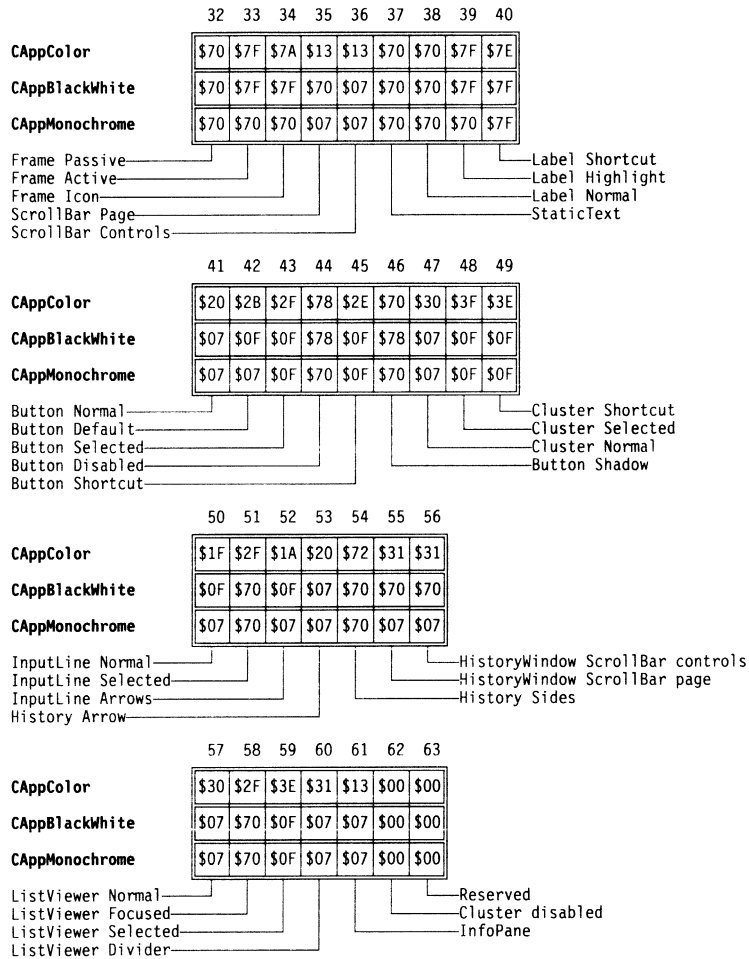 32 33 34 35 36 37 38 39 40
CAppColor $70 $7F $7A $13 $13 $70 $70 $7F $7E
CAppBlackWhite $70 $7F $7F $70 $07 $70 $70 $7F $7F
CAppMonochrome $70 $70 $70 $07 $07 $70 $70 $70 $7F
Frame Passive Label Shortcut
Frame Active Label Highlight
Frame Icon Label Normal
ScrollBar Page StaticText
ScrollBar Controls
41 42 43 44 45 46 47 48 49
CAppColor $20 $2B $2F $78 $2E $70 $30 $3F $3E
CAppBlackWhite $07 $0F $0F $78 $0F $78 $07 $0F $0F
CAppMonochrome $07 $07 $0F $70 $0F $70 $07 $0F $0F
Button Normal Cluster Shortcut
Button Default Cluster Selected
Button Selected Cluster Normal
Button Disabled Button Shadow
Button Shortcut
50 51 52 53 54 55 56
CAppColor $1F $2F $1A $20 $72 $31 $31
CAppBlackWhite $0F $70 $0F $07 $70 $70 $70
CAppMonochrome $07 $70 $07 $07 $70 $07 $07
InputLine Normal HistoryWindow ScrollBar controls
InputLine Selected HistoryWindow ScrollBar page
InputLine Arrows History Sides
History Arrow
57 58 59 60 61 62 63
CAppColor $30 $2F $3E $31 $13 $00 $00
CAppBlackWhite $07 $70 $0F $07 $07 $00 $00
CAppMonochrome $07 $70 $0F $07 $07 $00 $00
ListViewer Normal Reserved
ListViewer Focused Cluster disabled
ListViewer Selected InfoPane
ListViewer Divider